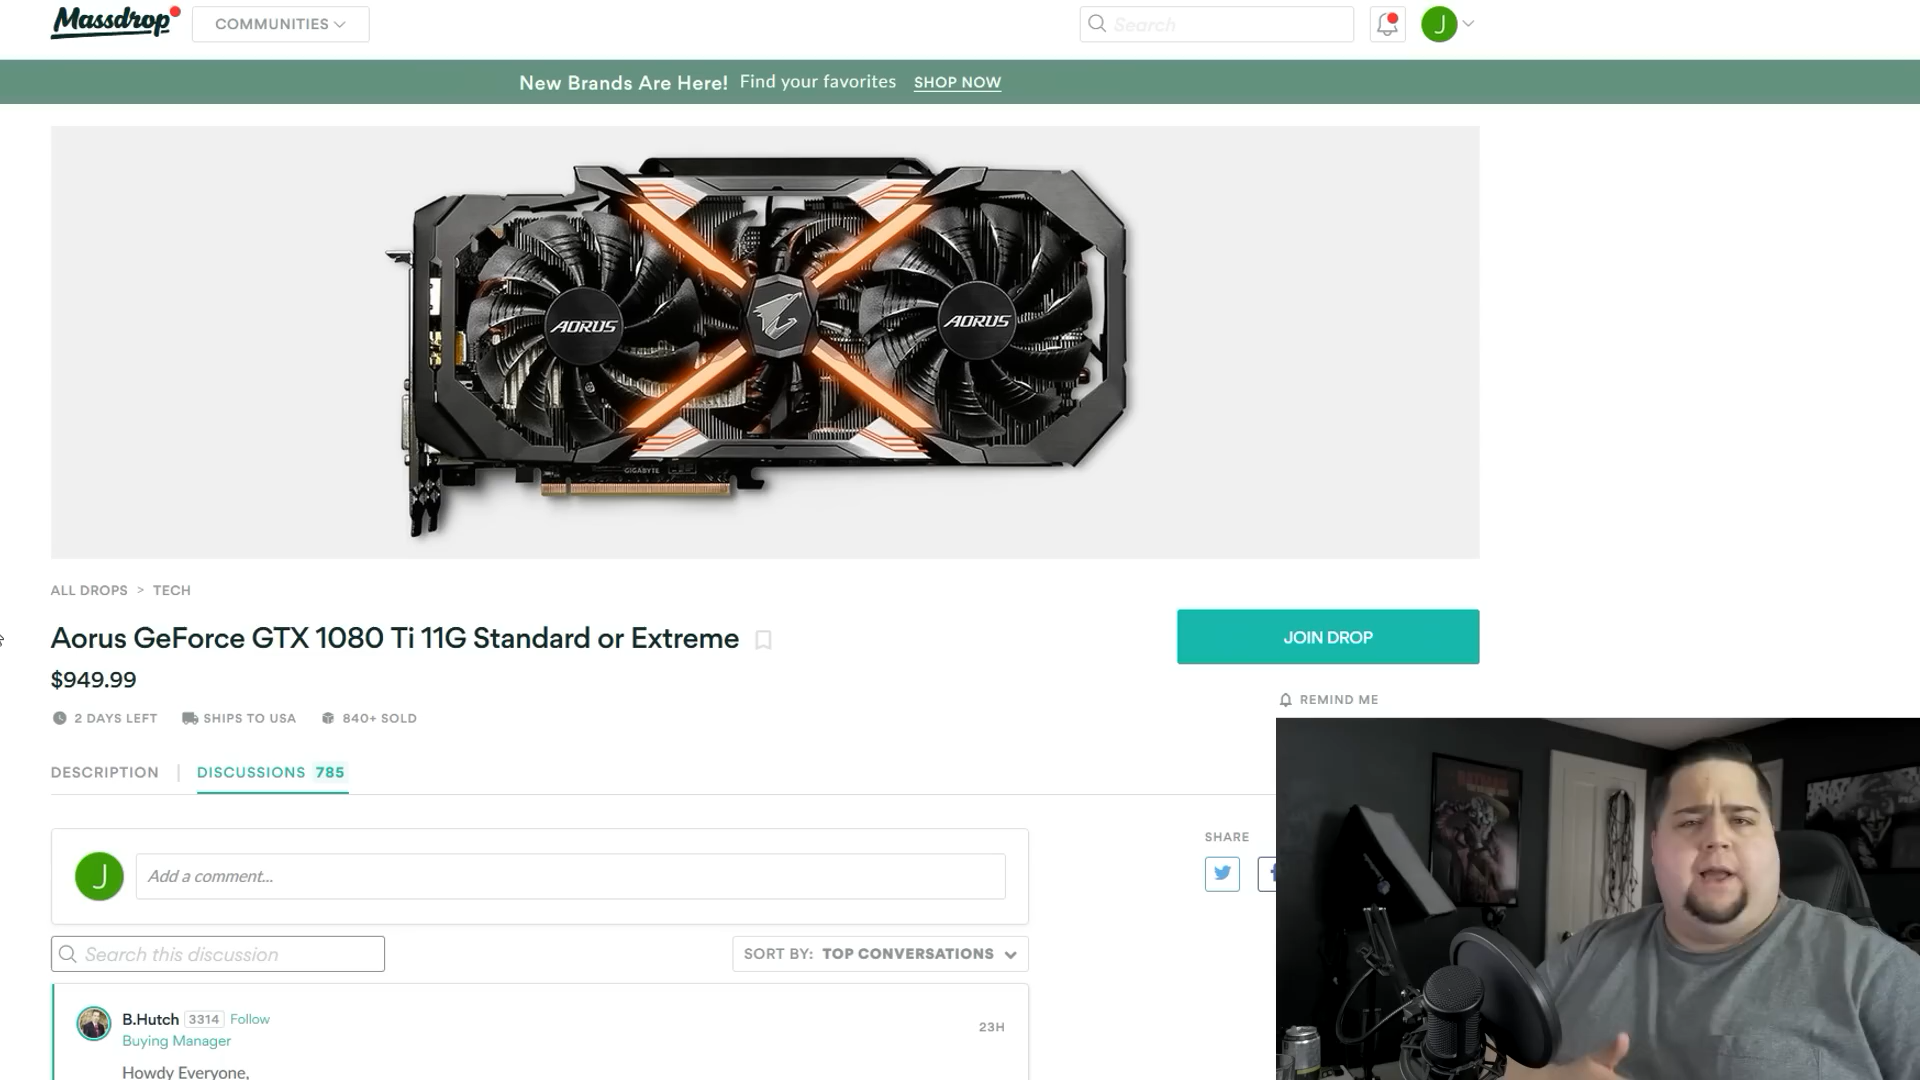 Massdrop
COMMUNITIES
Search
J
New Brands Are Here! Find your favorites SHOP NOW
AORUS
AORUS
GIGABYTE
ALL DROPS > TECH
Aorus GeForce GTX 1080 Ti 11G Standard or Extreme
JOIN DROP
$949.99
REMIND ME
2 DAYS LEFT SHIPS TO USA 840+ SOLD
DESCRIPTION | DISCUSSIONS 785
SHARE
J
Add a comment...
Search this discussion
SORT BY: TOP CONVERSATIONS
B.Hutch 3314 Follow
23H
Buying Manager
Howdy Everyone,